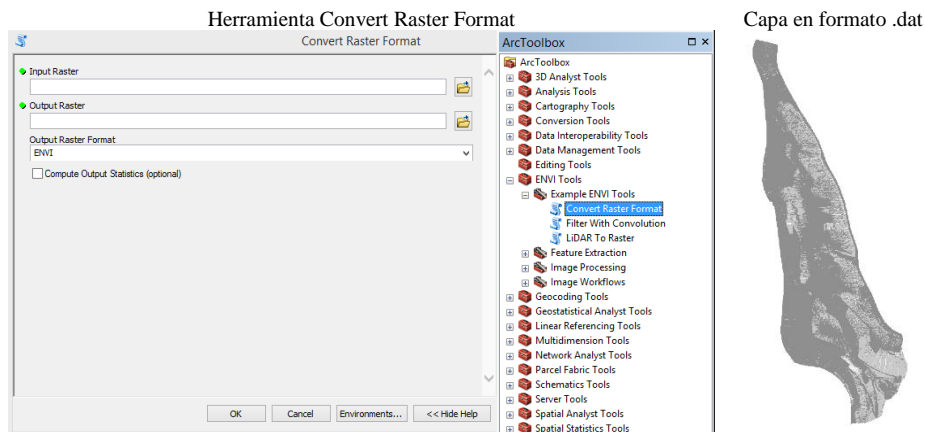 Herramienta Convert Raster Format
Capa en formato .dat
Convert Raster Format
Input Raster
Output Raster
Output Raster Format
ENVI
Compute Output Statistics (optional)
OK
Cancel
Environments...
<< Hide Help
ArcToolbox
ArcToolbox
3D Analyst Tools
Analysis Tools
Cartography Tools
Conversion Tools
Data Interoperability Tools
Data Management Tools
Editing Tools
ENVI Tools
Example ENVI Tools
Convert Raster Format
Filter With Convolution
LiDAR To Raster
Feature Extraction
Image Processing
Image Workflows
Geocoding Tools
Geostatistical Analyst Tools
Linear Referencing Tools
Multidimension Tools
Network Analyst Tools
Parcel Fabric Tools
Schematics Tools
Server Tools
Spatial Analyst Tools
Spatial Statistics Tools